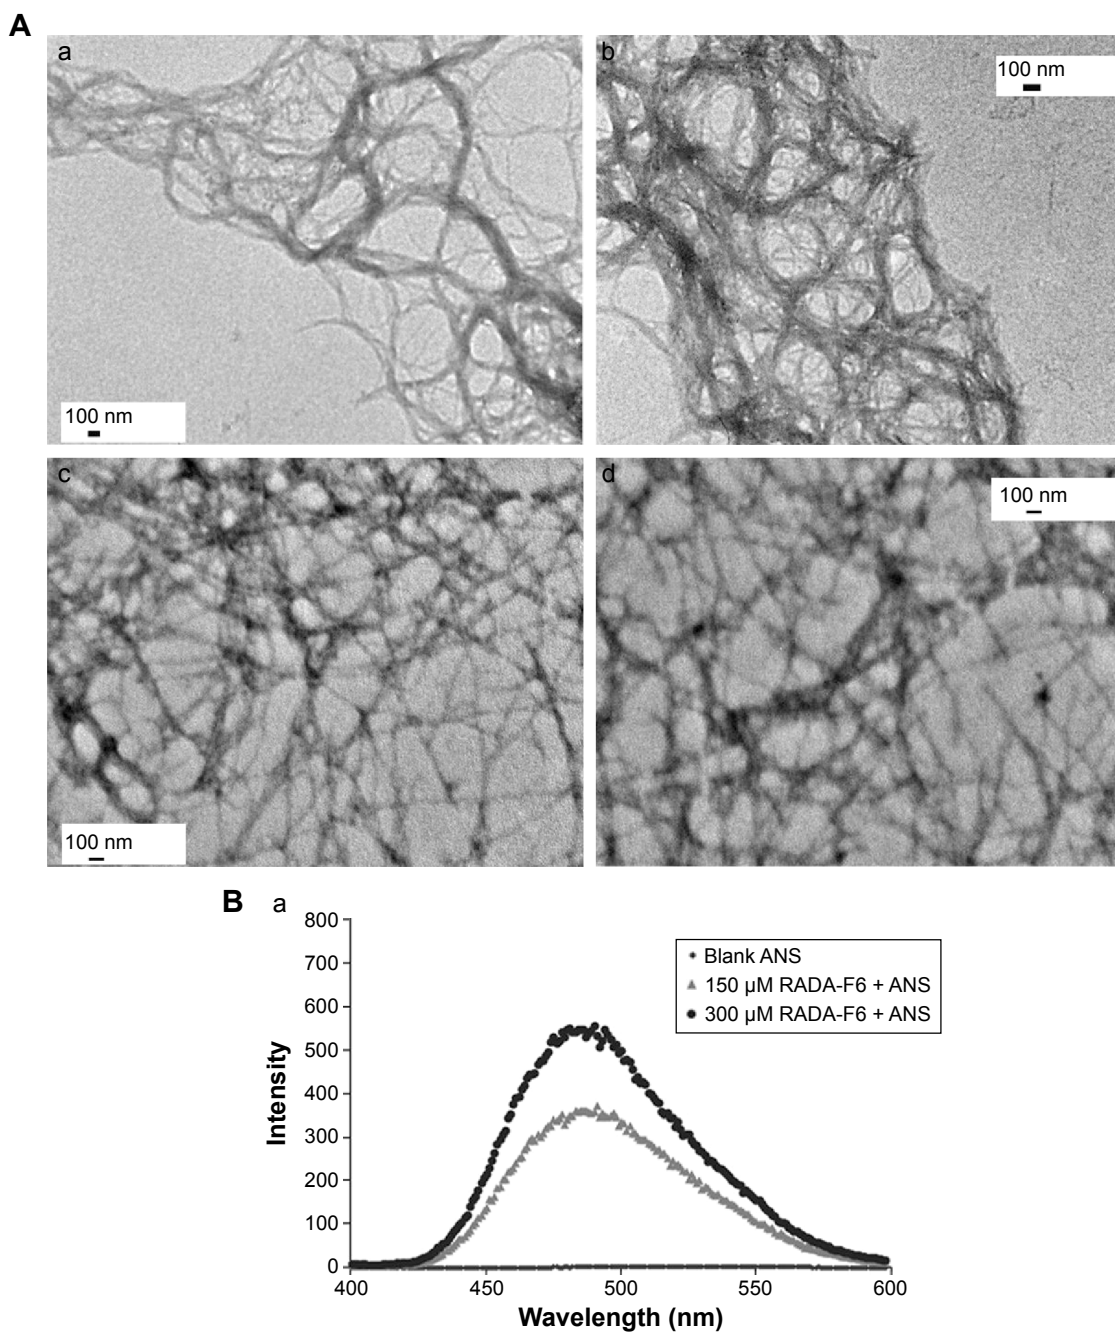 A
a
b
100 nm
100 nm
c
d
100 nm
100 nm
B a
800
700
600
500
400
300
200
100
0
Intensity
Blank ANS
150 µM RADA-F6 + ANS
300 µM RADA-F6 + ANS
400 450 500 550 600
Wavelength (nm)